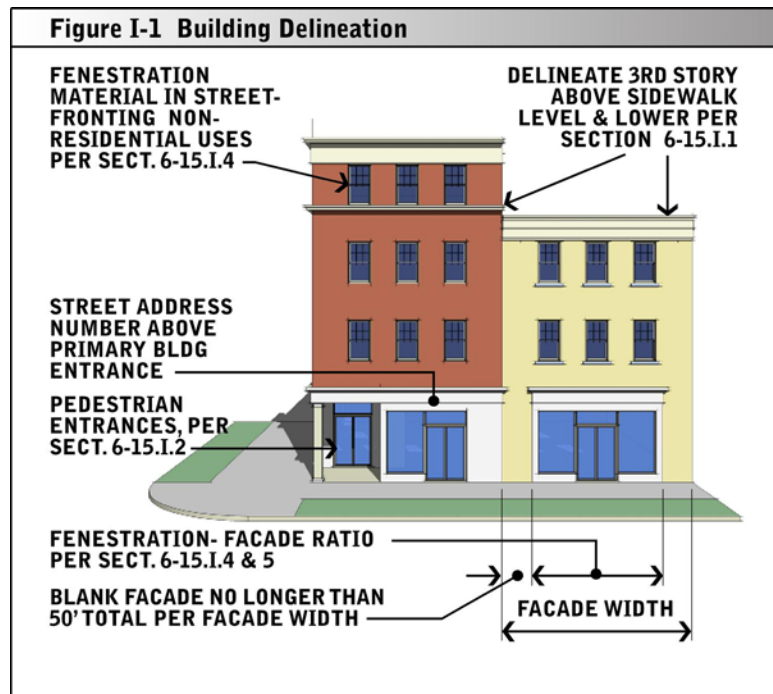 Figure I-1 Building Delineation
FENESTRATION
MATERIAL IN STREET-
FRONTING NON-
RESIDENTIAL USES
PER SECT. 6-15.I.4
DELINEATE 3RD STORY
ABOVE SIDEWALK
LEVEL & LOWER PER
SECTION 6-15.I.1
STREET ADDRESS
NUMBER ABOVE
PRIMARY BLDG
ENTRANCE
PEDESTRIAN
ENTRANCES, PER
SECT. 6-15.I.2
FENESTRATION- FACADE RATIO
PER SECT. 6-15.I.4 & 5
BLANK FACADE NO LONGER THAN
50' TOTAL PER FACADE WIDTH
FACADE WIDTH